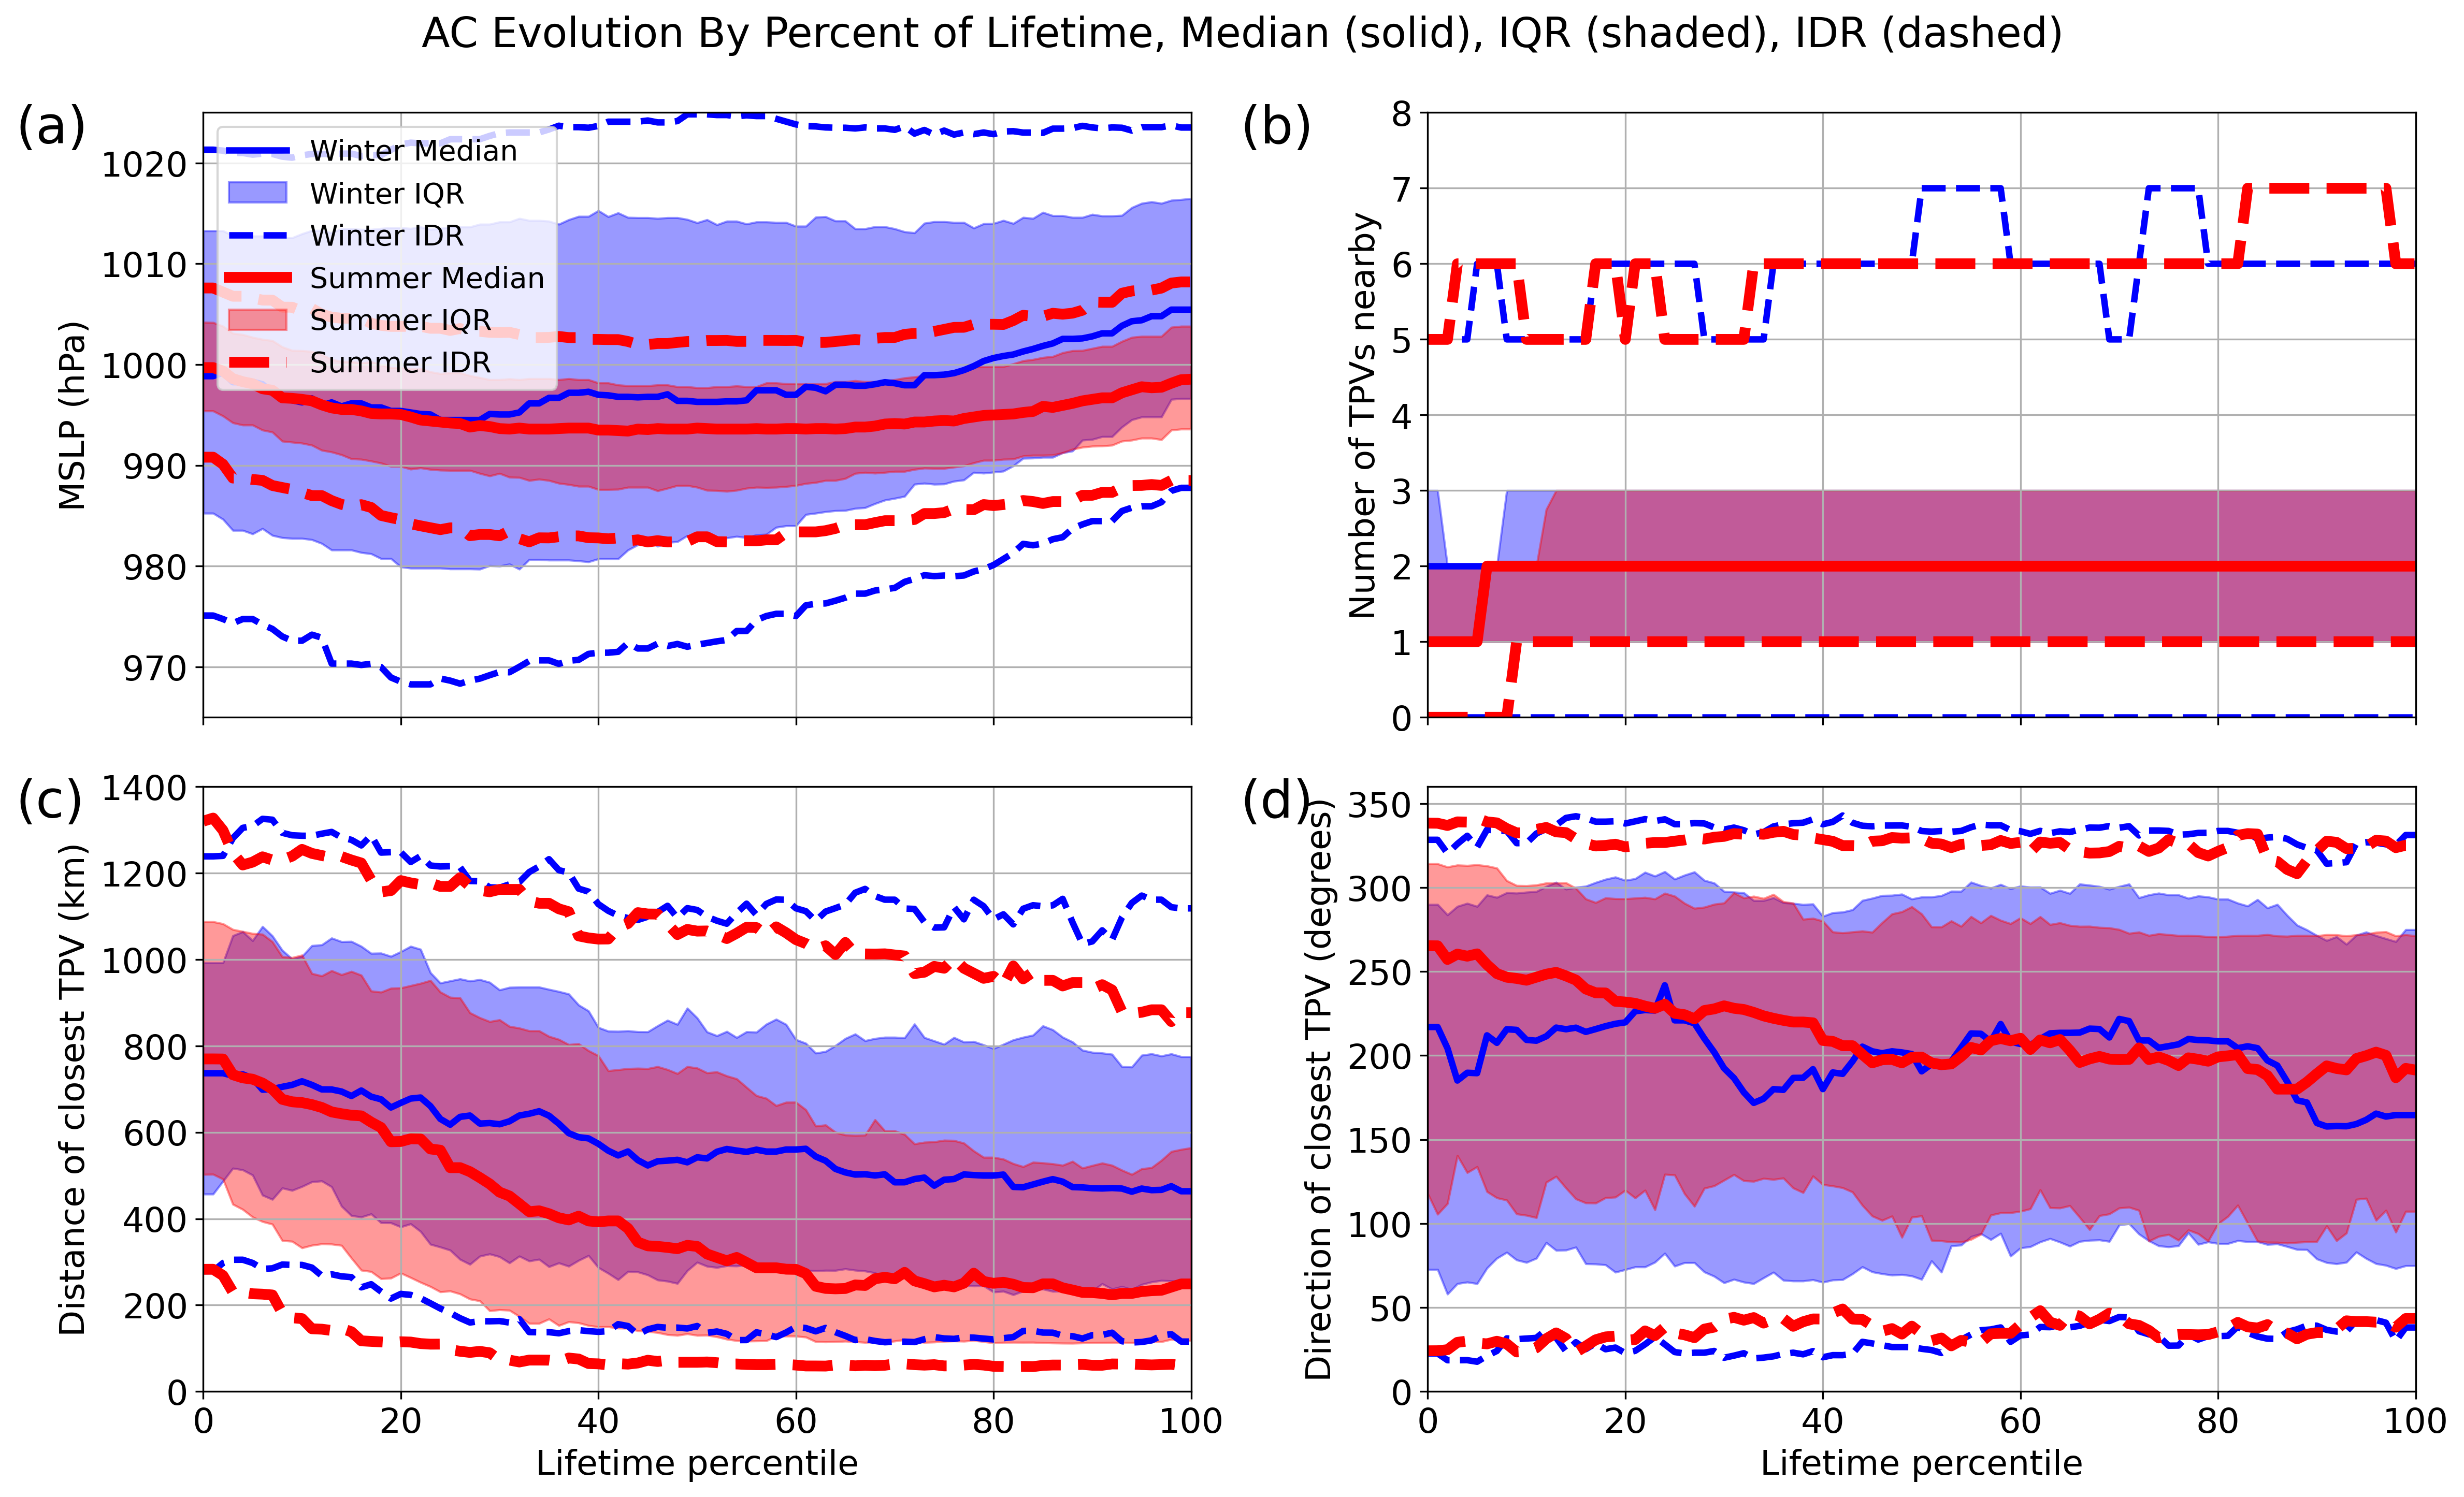 AC Evolution By Percent of Lifetime, Median (solid), IQR (shaded), IDR (dashed)
(a)
MSLP (hPa)
1020
1010
1000
990
980
970
Winter Median
Winter IQR
Winter IDR
Summer Median
Summer IQR
Summer IDR
(b)
Number of TPVs nearby
8
7
6
5
4
3
2
1
0
(c)
Distance of closest TPV (km)
1400
1200
1000
800
600
400
200
0
0 20 40 60 80 100
Lifetime percentile
(d)
Direction of closest TPV (degrees)
350
300
250
200
150
100
50
0
0 20 40 60 80 100
Lifetime percentile